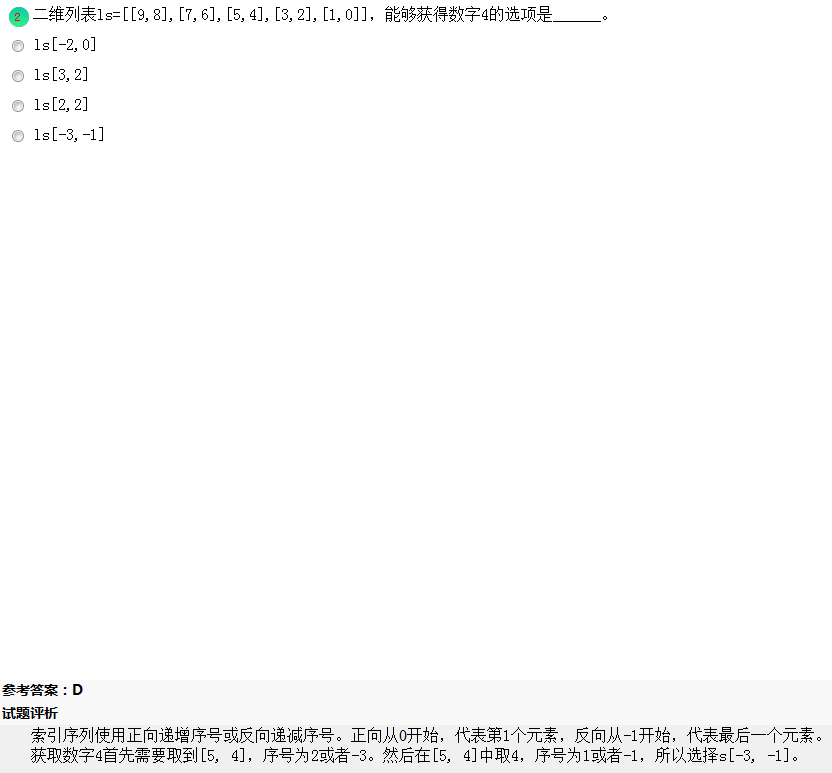 2 二维列表ls=[[9,8],[7,6],[5,4],[3,2],[1,0]]，能够获得数字4的选项是______。
ls[-2,0]
ls[3,2]
ls[2,2]
ls[-3,-1]
参考答案：D
试题评析
索引序列使用正向递增序号或反向递减序号。正向从0开始，代表第1个元素，反向从-1开始，代表最后一个元素。
获取数字4首先需要取到[5, 4]，序号为2或者-3。然后在[5, 4]中取4，序号为1或者-1，所以选择s[-3, -1]。